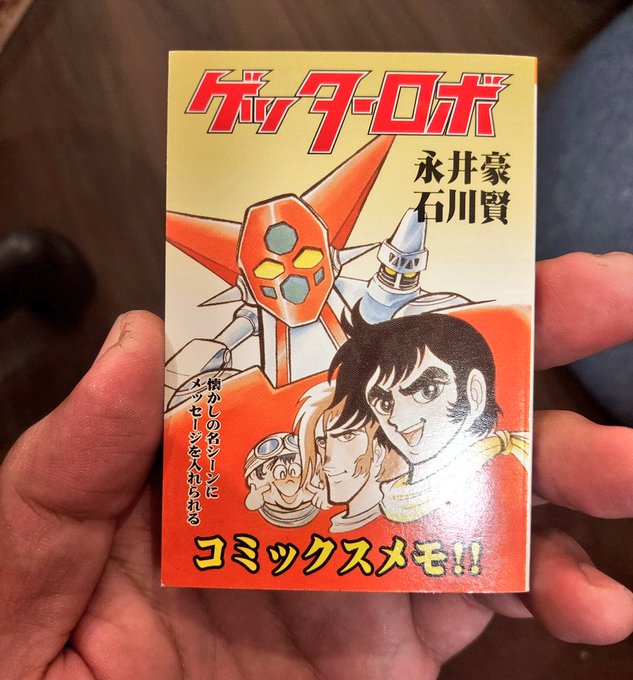 ゲッターロボ
永井豪
石川賢
懐かしの名シーンに
メッセージを入れられる
コミックスメモ!!